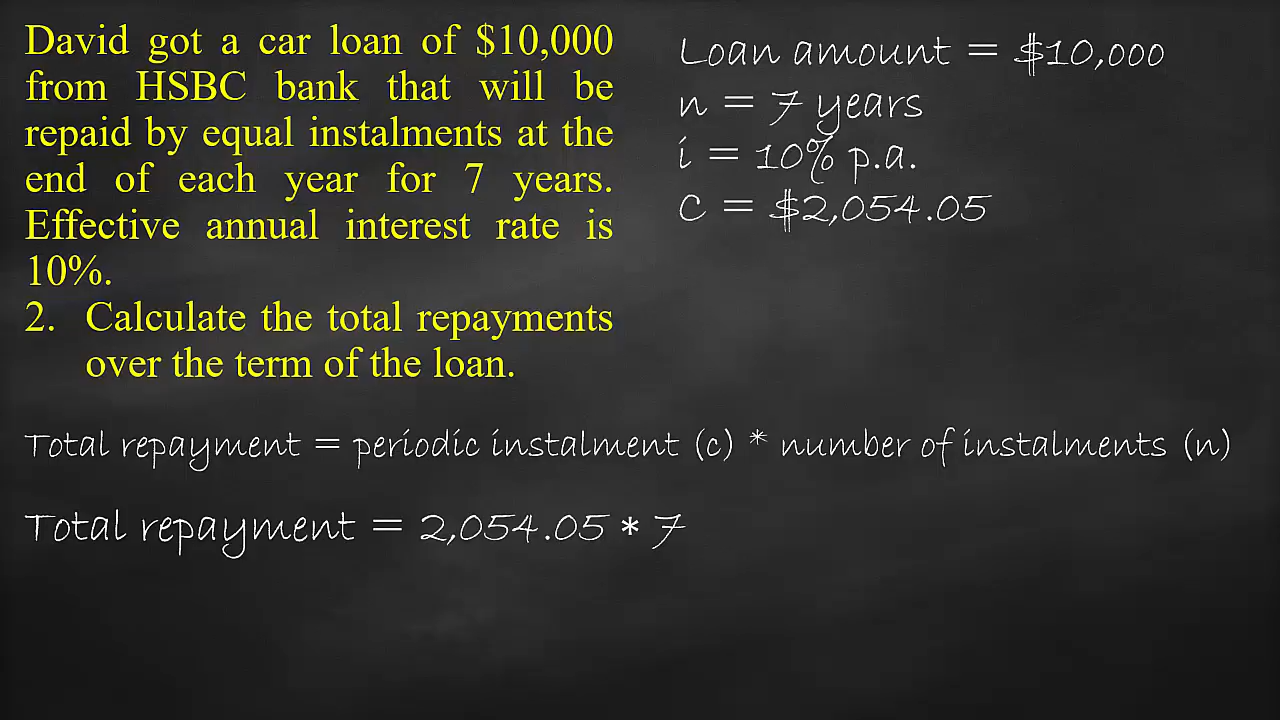 David got a car loan of $10,000
from HSBC bank that will be
repaid by equal instalments at the
end of each year for 7 years.
Effective annual interest rate is
10%.
2. Calculate the total repayments
over the term of the loan.
Loan amount = $10,000
n = 7 years
i = 10% p.a.
C = $2,054.05
Total repayment = periodic instalment (c) * number of instalments (n)
Total repayment = 2,054.05 * 7